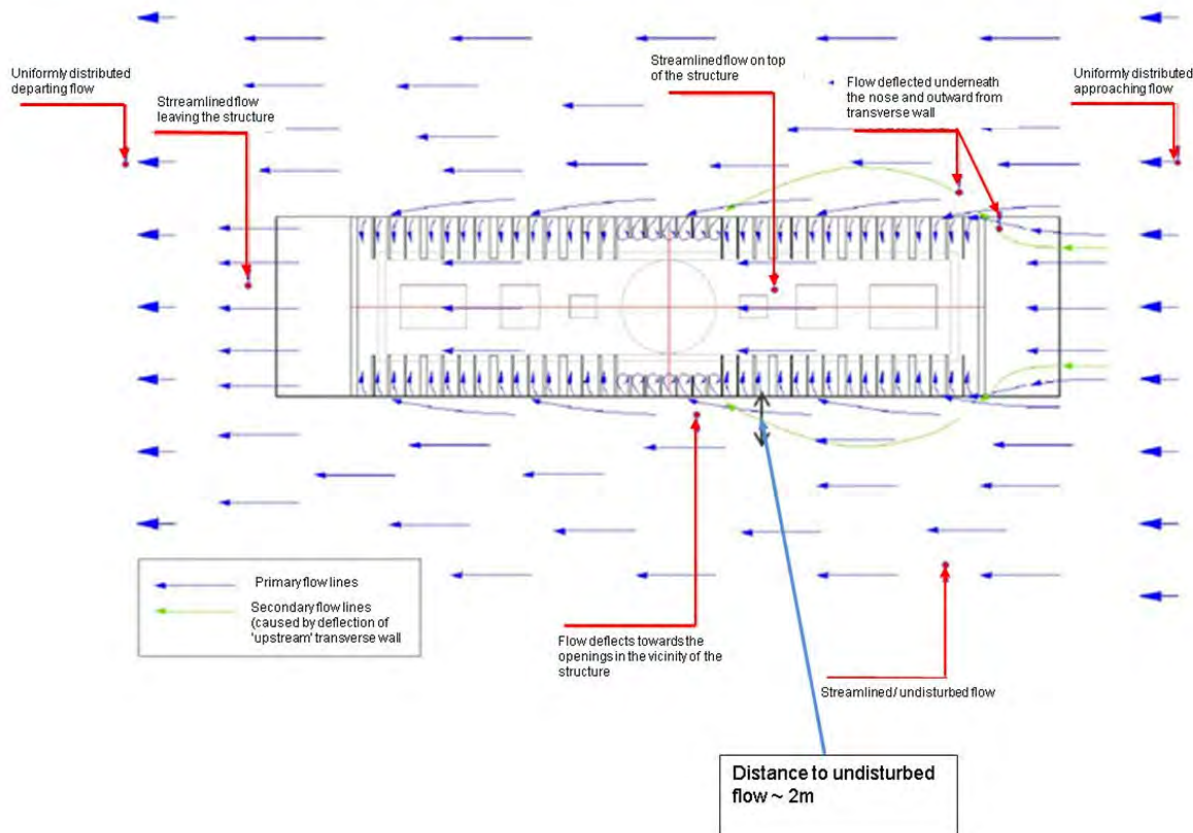 Uniformly distributed
departing flow
Strreamlined flow
leaving the structure
Streamlined flow on top
of the structure
Flow deflected underneath
the nose and outward from
transverse wall
Uniformly distributed
approaching flow
Primary flow lines
Secondary flow lines
(caused by deflection of
'upstream' transverse wall
Flow deflects towards the
openings in the vicinity of the
structure
Streamlined / undisturbed flow
Distance to undisturbed
flow ~ 2m